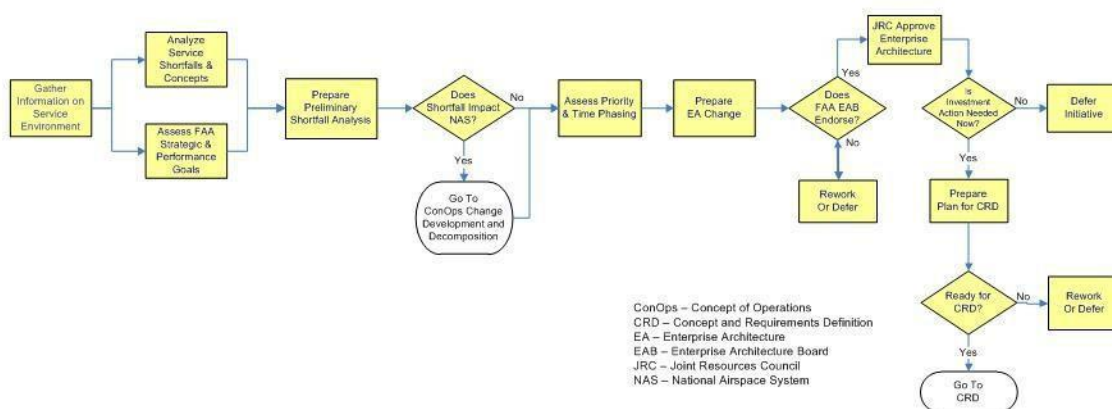 Gather
Information on
Service
Environment
Analyze
Service
Shortfalls &
Concepts
Assess FAA
Strategic &
Performance
Goals
Prepare
Preliminary
Shortfall Analysis
Does
Shortfall Impact
NAS?
No
Yes
Go To
ConOps Change
Development and
Decomposition
Assess Priority
& Time Phasing
Prepare
EA Change
Does
FAA EAB
Endorse?
Yes
No
Rework
Or Defer
JRC Approve
Enterprise
Architecture
Is
Investment
Action Needed
Now?
No
Defer
Initiative
Yes
Prepare
Plan for CRD
Ready for
CRD?
No
Rework
Or Defer
Yes
Go To
CRD
ConOps – Concept of Operations
CRD – Concept and Requirements Definition
EA – Enterprise Architecture
EAB – Enterprise Architecture Board
JRC – Joint Resources Council
NAS – National Airspace System